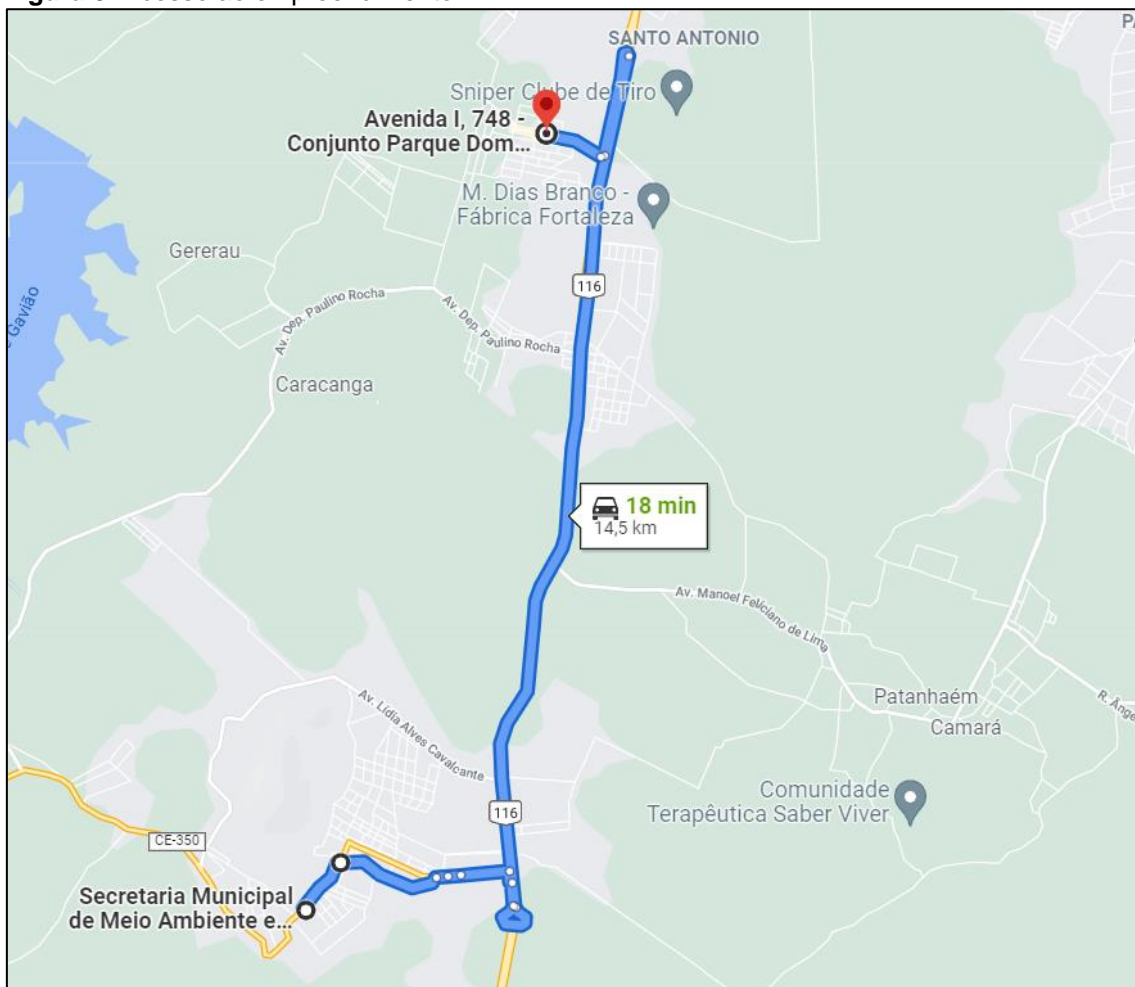 SANTO ANTONIO
Sniper Clube de Tiro
Avenida I, 748 -
Conjunto Parque Dom...
M. Dias Branco -
Fábrica Fortaleza
Gererau
116
Gavião
Av. Dep. Paulino Rocha
Av. Dep. Paulino Rocha
Caracanga
18 min
14,5 km
Av. Manoel Feliciano de Lima
Patanhaém
Camará
Av. Lídia Alves Cavalcante
Comunidade
Terapêutica Saber Viver
116
CE-350
Secretaria Municipal
de Meio Ambiente e...